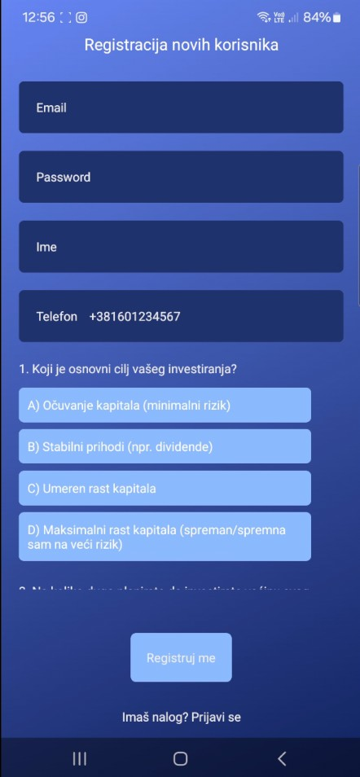 12:56
VoD LTE 84%
Registracija novih korisnika
Email
Password
Ime
Telefon +381601234567
1. Koji je osnovni cilj vašeg investiranja?
A) Očuvanje kapitala (minimalni rizik)
B) Stabilni prihodi (npr. dividende)
C) Umeren rast kapitala
D) Maksimalni rast kapitala (spreman/spremna
sam na veći rizik)
Registruj me
Imaš nalog? Prijavi se